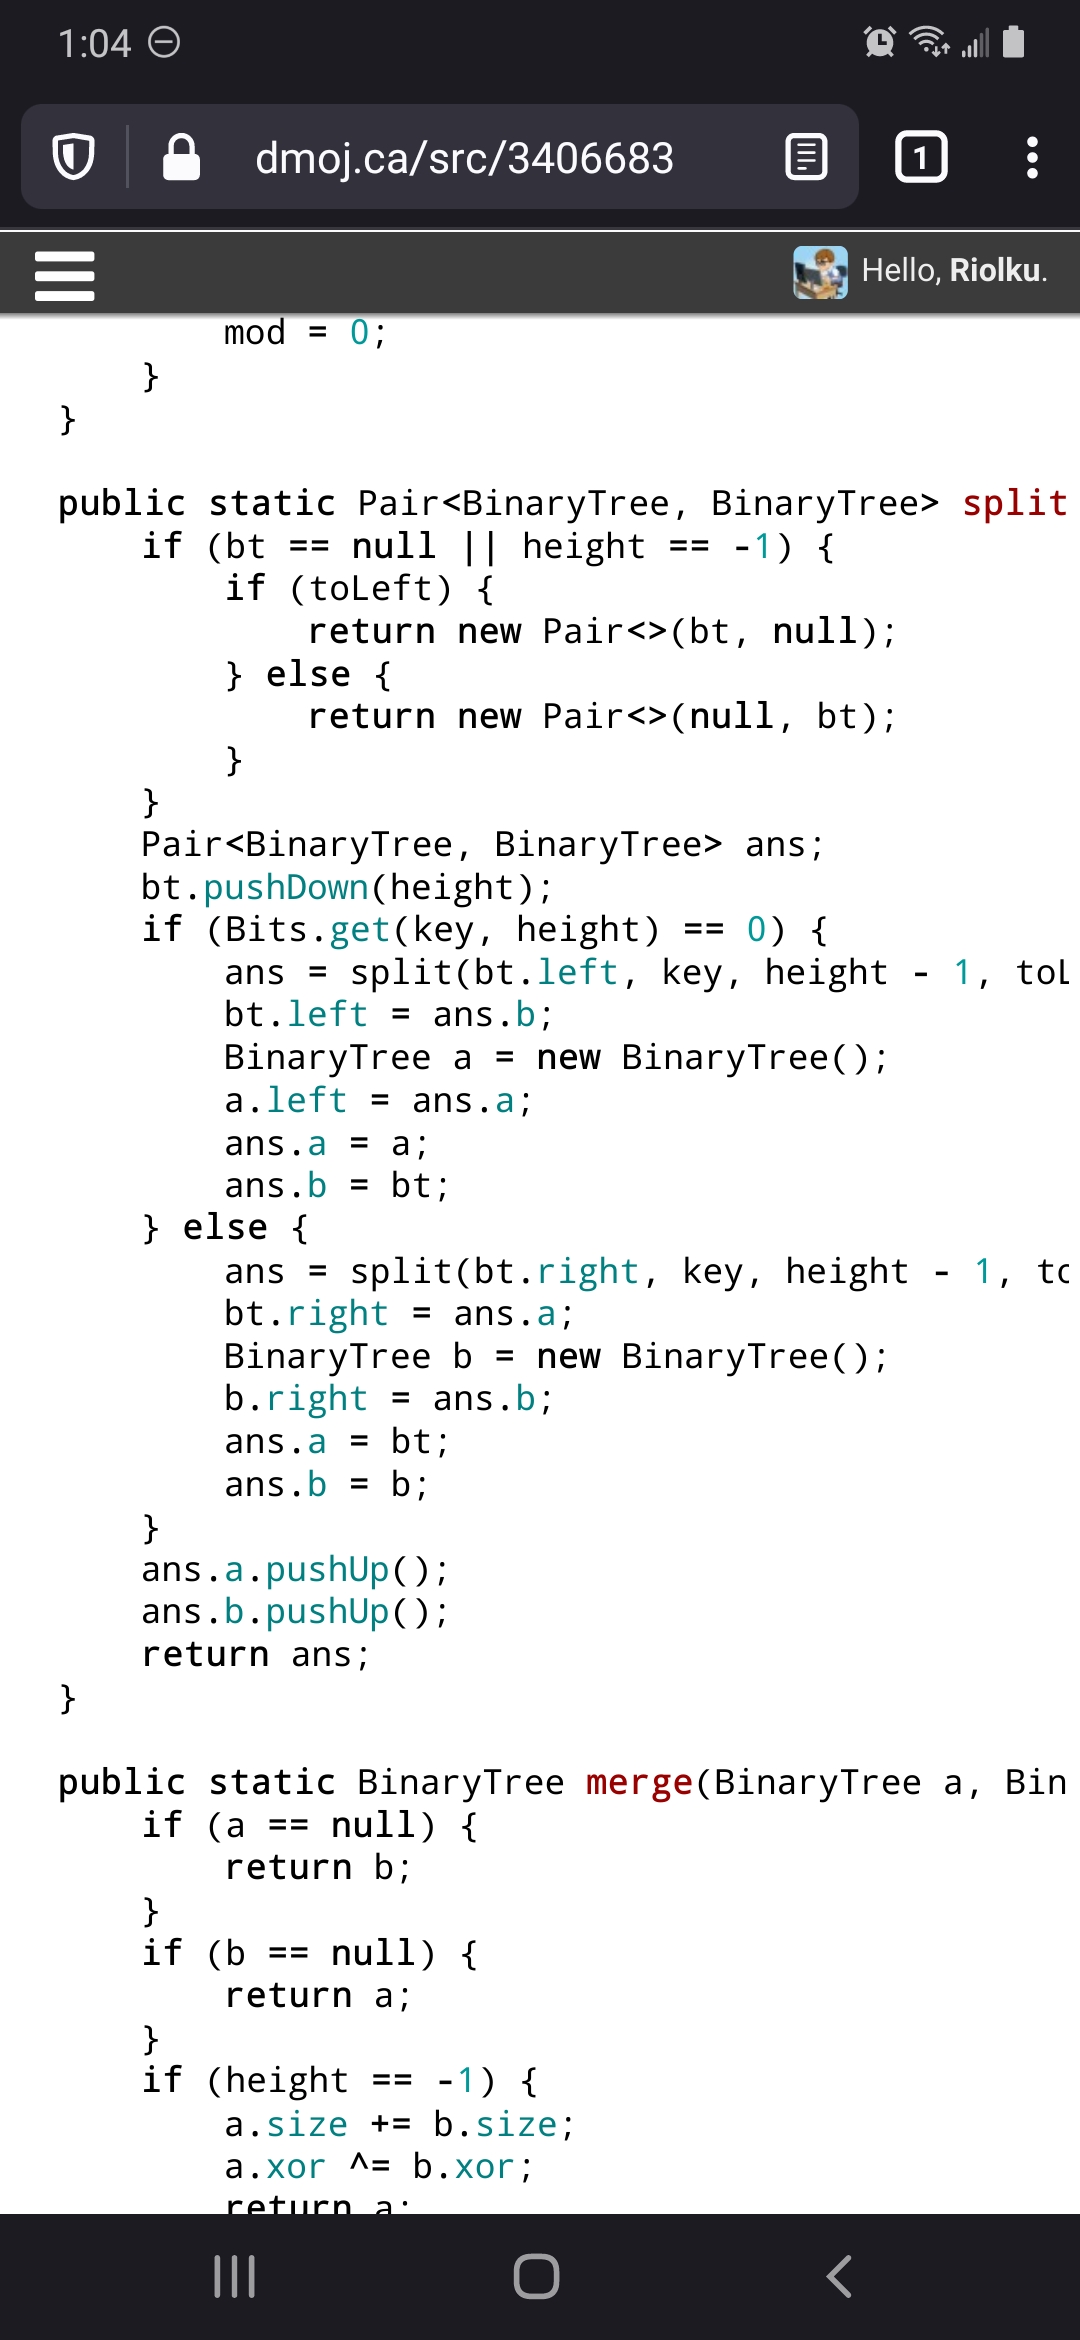 1:04
dmoj.ca/src/3406683
1
Hello, Riolku.
mod = 0;
}
}
public static Pair<BinaryTree, BinaryTree> split
if (bt == null || height == -1) {
if (toLeft) {
return new Pair<>(bt, null);
} else {
return new Pair<>(null, bt);
}
}
Pair<BinaryTree, BinaryTree> ans;
bt.pushDown(height);
if (Bits.get(key, height) == 0) {
ans = split(bt.left, key, height - 1, toL
bt.left = ans.b;
BinaryTree a = new BinaryTree();
a.left = ans.a;
ans.a = a;
ans.b = bt;
} else {
ans = split(bt.right, key, height - 1, to
bt.right = ans.a;
BinaryTree b = new BinaryTree();
b.right = ans.b;
ans.a = bt;
ans.b = b;
}
ans.a.pushUp();
ans.b.pushUp();
return ans;
}
public static BinaryTree merge(BinaryTree a, Bin
if (a == null) {
return b;
}
if (b == null) {
return a;
}
if (height == -1) {
a.size += b.size;
a.xor ^= b.xor;
return a;